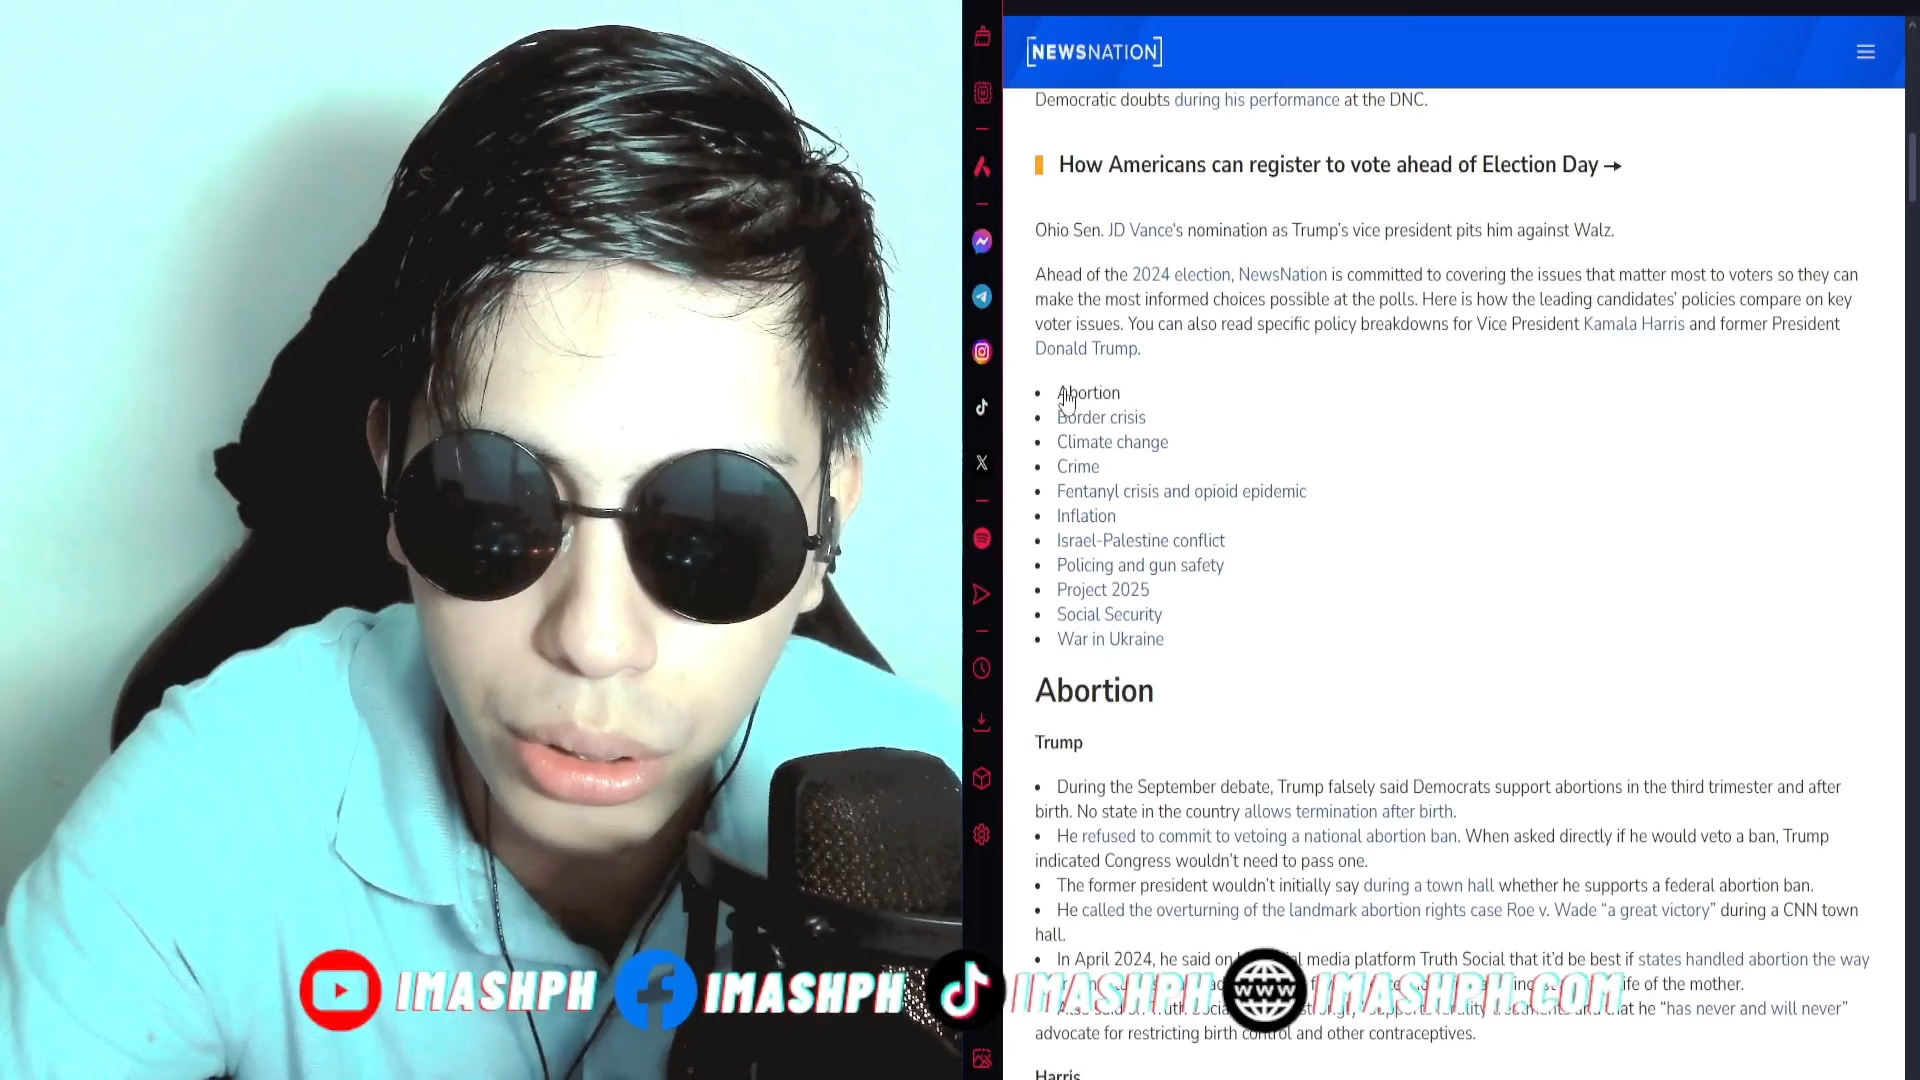 [NEWSNATION]
Democratic doubts during his performance at the DNC.
How Americans can register to vote ahead of Election Day →
Ohio Sen. JD Vance's nomination as Trump's vice president pits him against Walz.
Ahead of the 2024 election, NewsNation is committed to covering the issues that matter most to voters so they can
make the most informed choices possible at the polls. Here is how the leading candidates' policies compare on key
voter issues. You can also read specific policy breakdowns for Vice President Kamala Harris and former President
Donald Trump.
• Abortion
• Border crisis
• Climate change
• Crime
• Fentanyl crisis and opioid epidemic
• Inflation
• Israel-Palestine conflict
• Policing and gun safety
• Project 2025
• Social Security
• War in Ukraine
Abortion
Trump
• During the September debate, Trump falsely said Democrats support abortions in the third trimester and after
birth. No state in the country allows termination after birth.
• He refused to commit to vetoing a national abortion ban. When asked directly if he would veto a ban, Trump
indicated Congress wouldn't need to pass one.
• The former president wouldn't initially say during a town hall whether he supports a federal abortion ban.
• He called the overturning of the landmark abortion rights case Roe v. Wade "a great victory" during a CNN town
hall.
• In April 2024, he said on media platform Truth Social that it'd be best if states handled abortion the way
life of the mother.
that he "has never and will never"
advocate for restricting birth control and other contraceptives.
Harris
IMASHPH IMASHPH IMASHPH WWW IMASHPH.COM